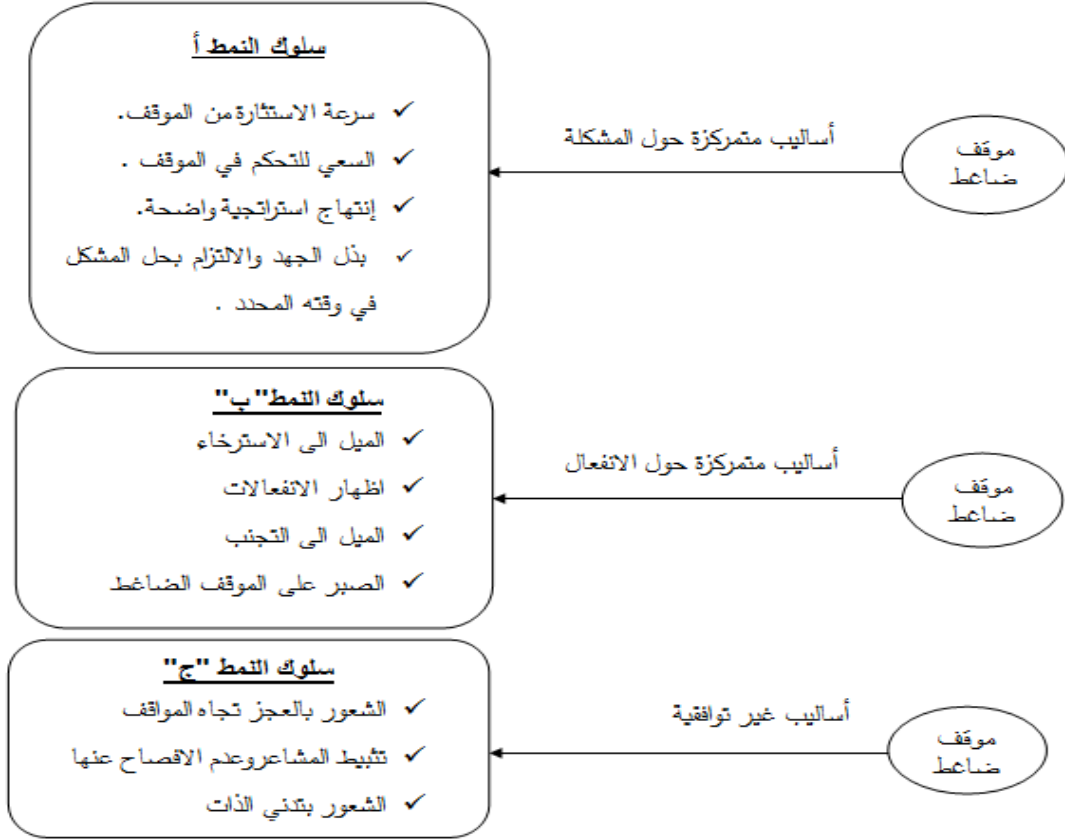 سلوك النمط أ
✓ سرعة الاستثارة من الموقف.
✓ السعي للتحكم في الموقف .
✓ إنتهاج استراتجية واضحة.
✓ بذل الجهد والالتزام بحل المشكل
في وقته المحدد .
أساليب متمركزة حول المشكلة
موقف
ضاغط
سلوك النمط" ب"
✓ الميل الى الاسترخاء
✓ اظهار الانفعالات
✓ الميل الى التجنب
✓ الصبر على الموقف الضاغط
أساليب متمركزة حول الانفعال
موقف
ضاغط
سلوك النمط "ج"
✓ الشعور بالعجز تجاه المواقف
✓ تثبيط المشاعروعدم الافصاح عنها
✓ الشعور بتدني الذات
أساليب غير توافقية
موقف
ضاغط